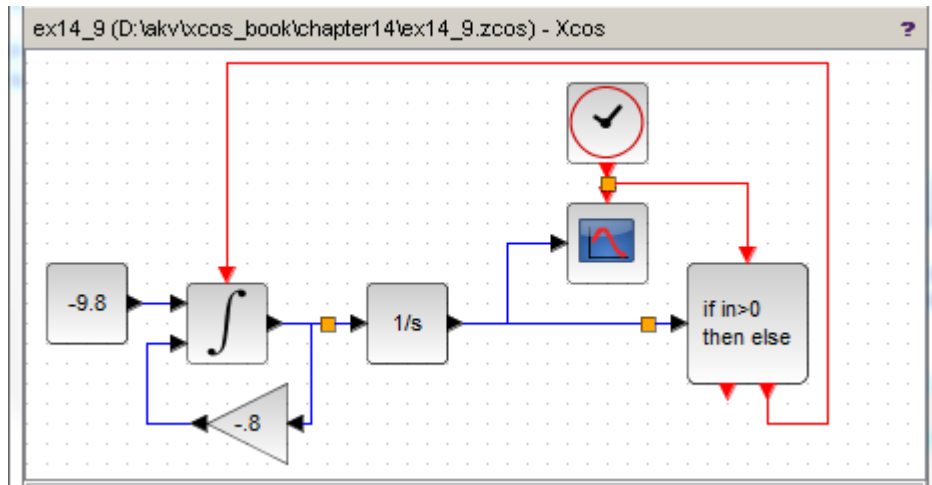 ex14_9 (D:\akv\xcos_book\chapter14\ex14_9.zcos) - Xcos
?
-9.8
1/s
if in>0
then else
-.8